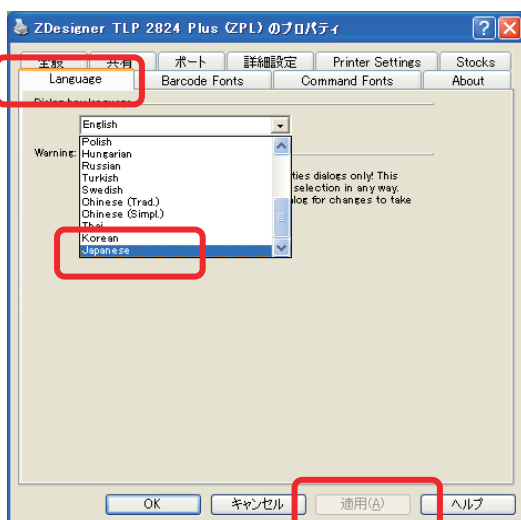 ZDesigner TLP 2824 Plus (ZPL) のプロパティ
全般 共有 ポート 詳細設定 Printer Settings Stocks
Language Barcode Fonts Command Fonts About
Dialog box language
English
Polish
Warning: Hungarian
Russian
Turkish ties dialogs only! This
Swedish selection in any way.
Chinese (Trad.) log for changes to take
Chinese (Simpl.)
Thai
Korean
Japanese
OK キャンセル 適用(A) ヘルプ